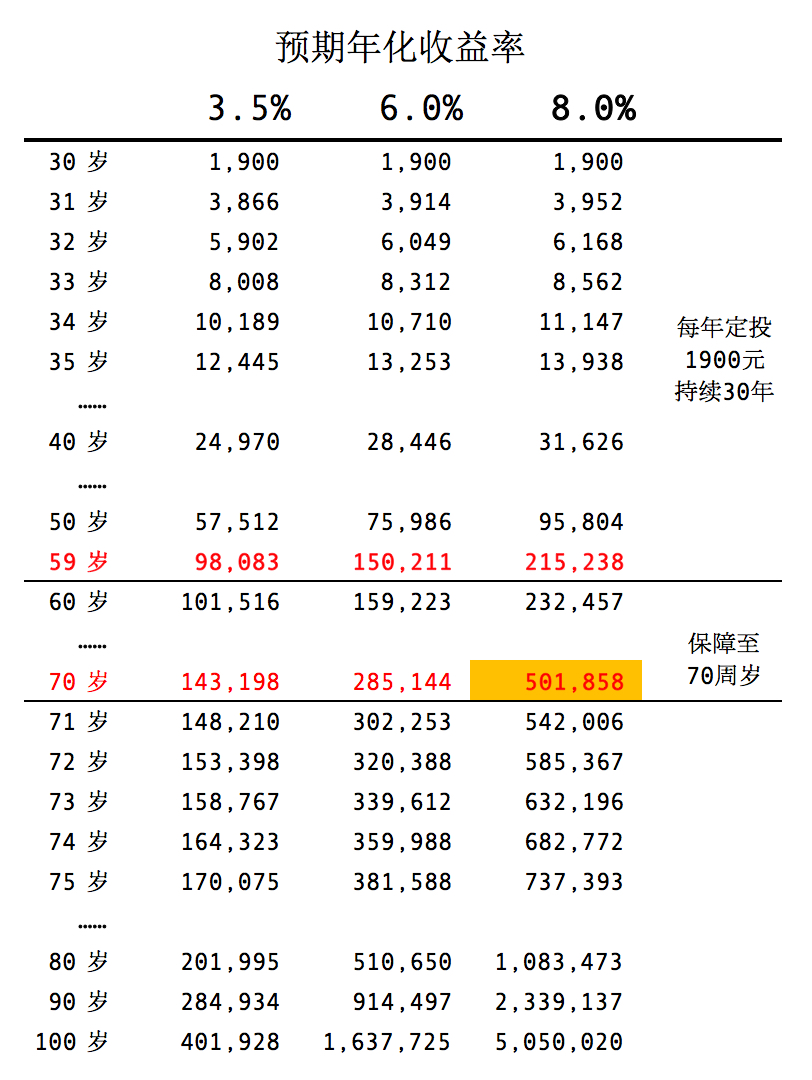 预期年化收益率
3.5% 6.0% 8.0%
30 岁 1,900 1,900 1,900
31 岁 3,866 3,914 3,952
32 岁 5,902 6,049 6,168
33 岁 8,008 8,312 8,562
34 岁 10,189 10,710 11,147
35 岁 12,445 13,253 13,938
……
40 岁 24,970 28,446 31,626
……
50 岁 57,512 75,986 95,804
59 岁 98,083 150,211 215,238
每年定投
1900元
持续30年
60 岁 101,516 159,223 232,457
……
70 岁 143,198 285,144 501,858
保障至
70周岁
71 岁 148,210 302,253 542,006
72 岁 153,398 320,388 585,367
73 岁 158,767 339,612 632,196
74 岁 164,323 359,988 682,772
75 岁 170,075 381,588 737,393
……
80 岁 201,995 510,650 1,083,473
90 岁 284,934 914,497 2,339,137
100 岁 401,928 1,637,725 5,050,020